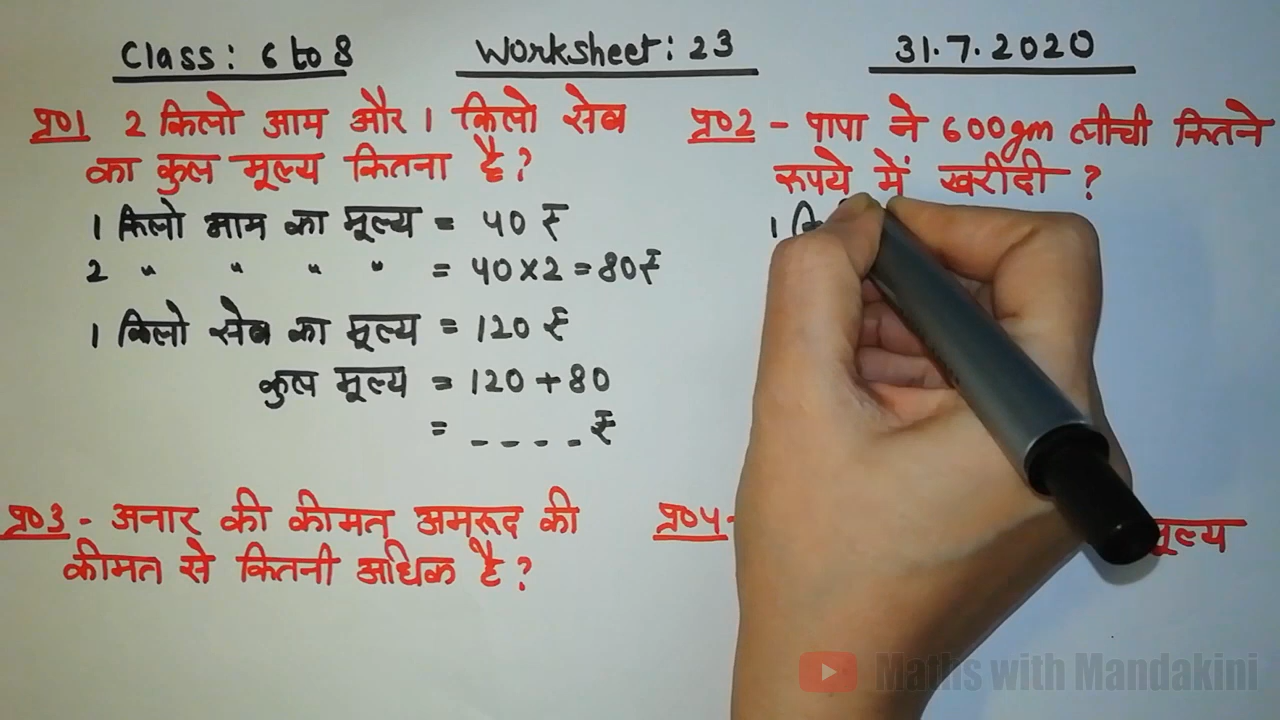 Class: 6 to 8
Worksheet: 23
31.7.2020
प्र01 2 किलो आम और 1 किलो सेब
का कुल मूल्य कितना है?
1 किलो आम का मूल्य = 40 ₹
2 " " " " = 40×2 = 80₹
1 किलो सेब का मूल्य = 120 ₹
कुल मूल्य = 120 + 80
= _ _ _ _ ₹
प्र02 - पापा ने 600gm लीची कितने
रुपये में खरीदी ?
1 कि
प्र03 - अनार की कीमत अमरूद की
कीमत से कितनी अधिक है ?
प्र04- मूल्य
Maths with Mandakini